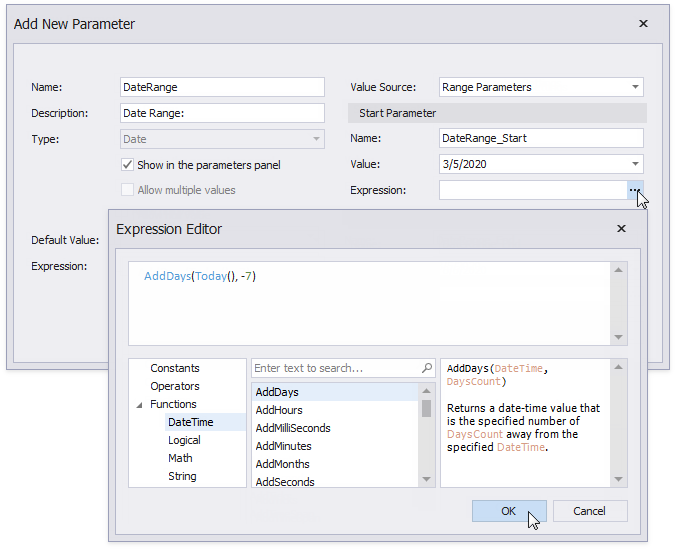 Add New Parameter
Name: DateRange
Value Source: Range Parameters
Description: Date Range:
Start Parameter
Type: Date
Name: DateRange_Start
Show in the parameters panel
Value: 3/5/2020
Allow multiple values
Expression: ...
Default Value:
Expression:
Expression Editor
AddDays(Today(), -7)
Constants
Operators
Functions
DateTime
Logical
Math
String
Enter text to search...
AddDays
AddHours
AddMilliSeconds
AddMinutes
AddMonths
AddSeconds
AddDays(DateTime,
DaysCount)
Returns a date-time value that
is the specified number of
DaysCount away from the
specified DateTime.
OK
Cancel